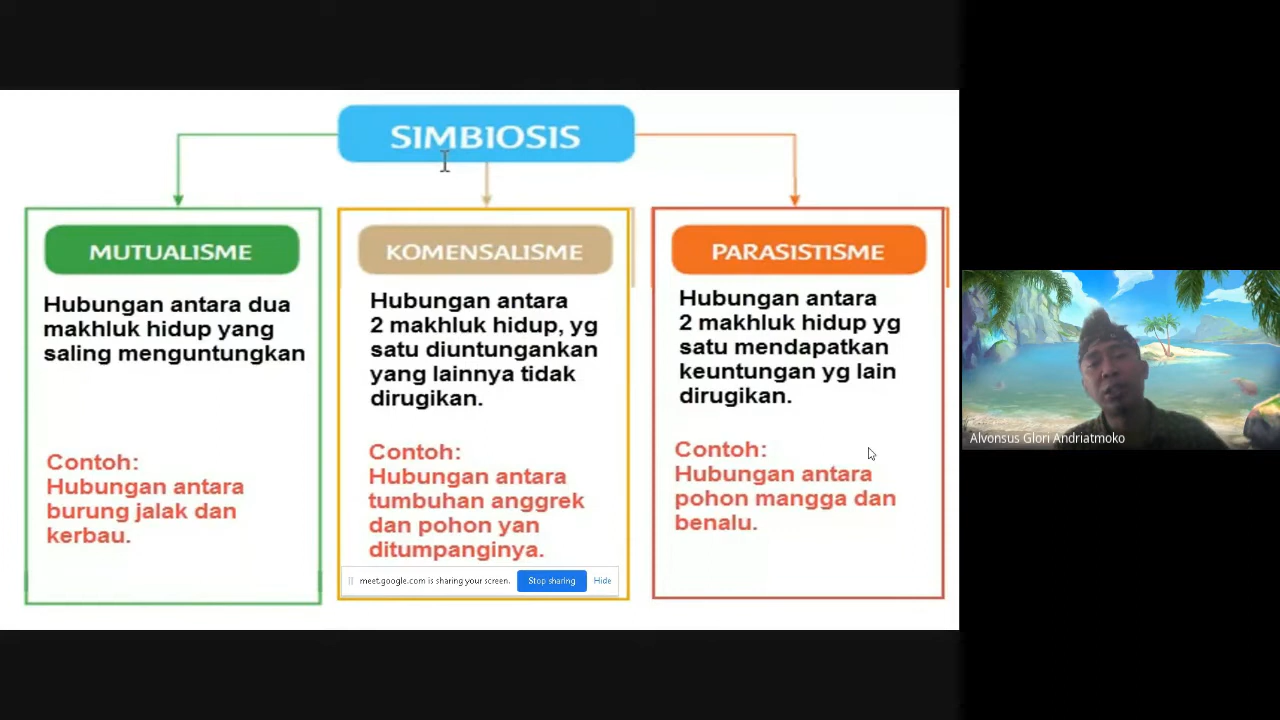 SIMBIOSIS
MUTUALISME
Hubungan antara dua
makhluk hidup yang
saling menguntungkan
Contoh:
Hubungan antara
burung jalak dan
kerbau.
KOMENSALISME
Hubungan antara
2 makhluk hidup, yg
satu diuntungankan
yang lainnya tidak
dirugikan.
Contoh:
Hubungan antara
tumbuhan anggrek
dan pohon yan
ditumpanginya.
meet.google.com is sharing your screen.
Stop sharing
Hide
PARASISTISME
Hubungan antara
2 makhluk hidup yg
satu mendapatkan
keuntungan yg lain
dirugikan.
Contoh:
Hubungan antara
pohon mangga dan
benalu.
Alvonsus Glori Andriatmoko